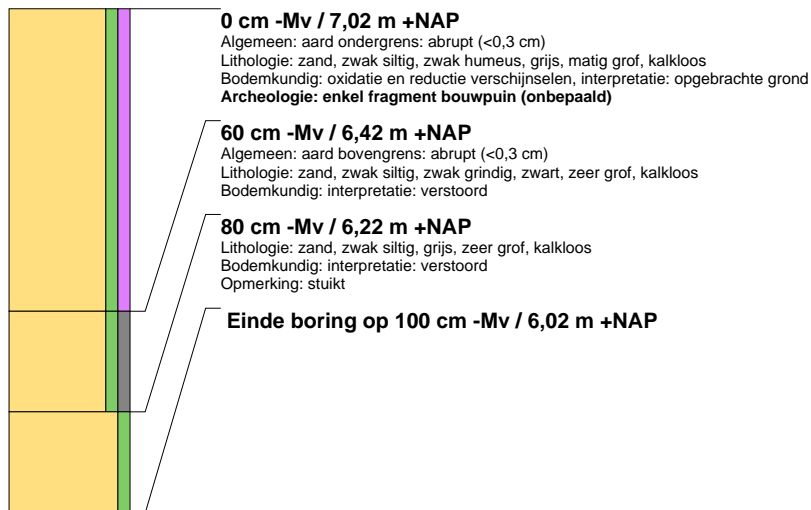 0 cm -Mv / 7,02 m +NAP
Algemeen: aard ondergrens: abrupt (<0,3 cm)
Lithologie: zand, zwak siltig, zwak humeus, grijs, matig grof, kalkloos
Bodemkundig: oxidatie en reductie verschijnselen, interpretatie: opgebrachte grond
Archeologie: enkel fragment bouwpuin (onbepaald)
60 cm -Mv / 6,42 m +NAP
Algemeen: aard bovengrens: abrupt (<0,3 cm)
Lithologie: zand, zwak siltig, zwak grindig, zwart, zeer grof, kalkloos
Bodemkundig: interpretatie: verstoord
80 cm -Mv / 6,22 m +NAP
Lithologie: zand, zwak siltig, grijs, zeer grof, kalkloos
Bodemkundig: interpretatie: verstoord
Opmerking: stuikt
Einde boring op 100 cm -Mv / 6,02 m +NAP